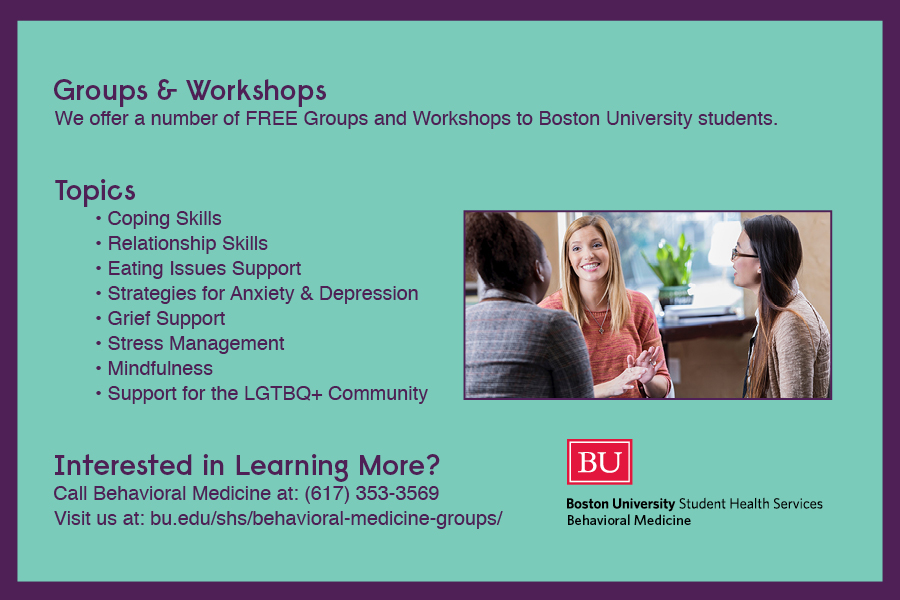 Groups & Workshops
We offer a number of FREE Groups and Workshops to Boston University students.
Topics
• Coping Skills
• Relationship Skills
• Eating Issues Support
• Strategies for Anxiety & Depression
• Grief Support
• Stress Management
• Mindfulness
• Support for the LGTBQ+ Community
Interested in Learning More?
Call Behavioral Medicine at: (617) 353-3569
Visit us at: bu.edu/shs/behavioral-medicine-groups/
BU
Boston University Student Health Services
Behavioral Medicine